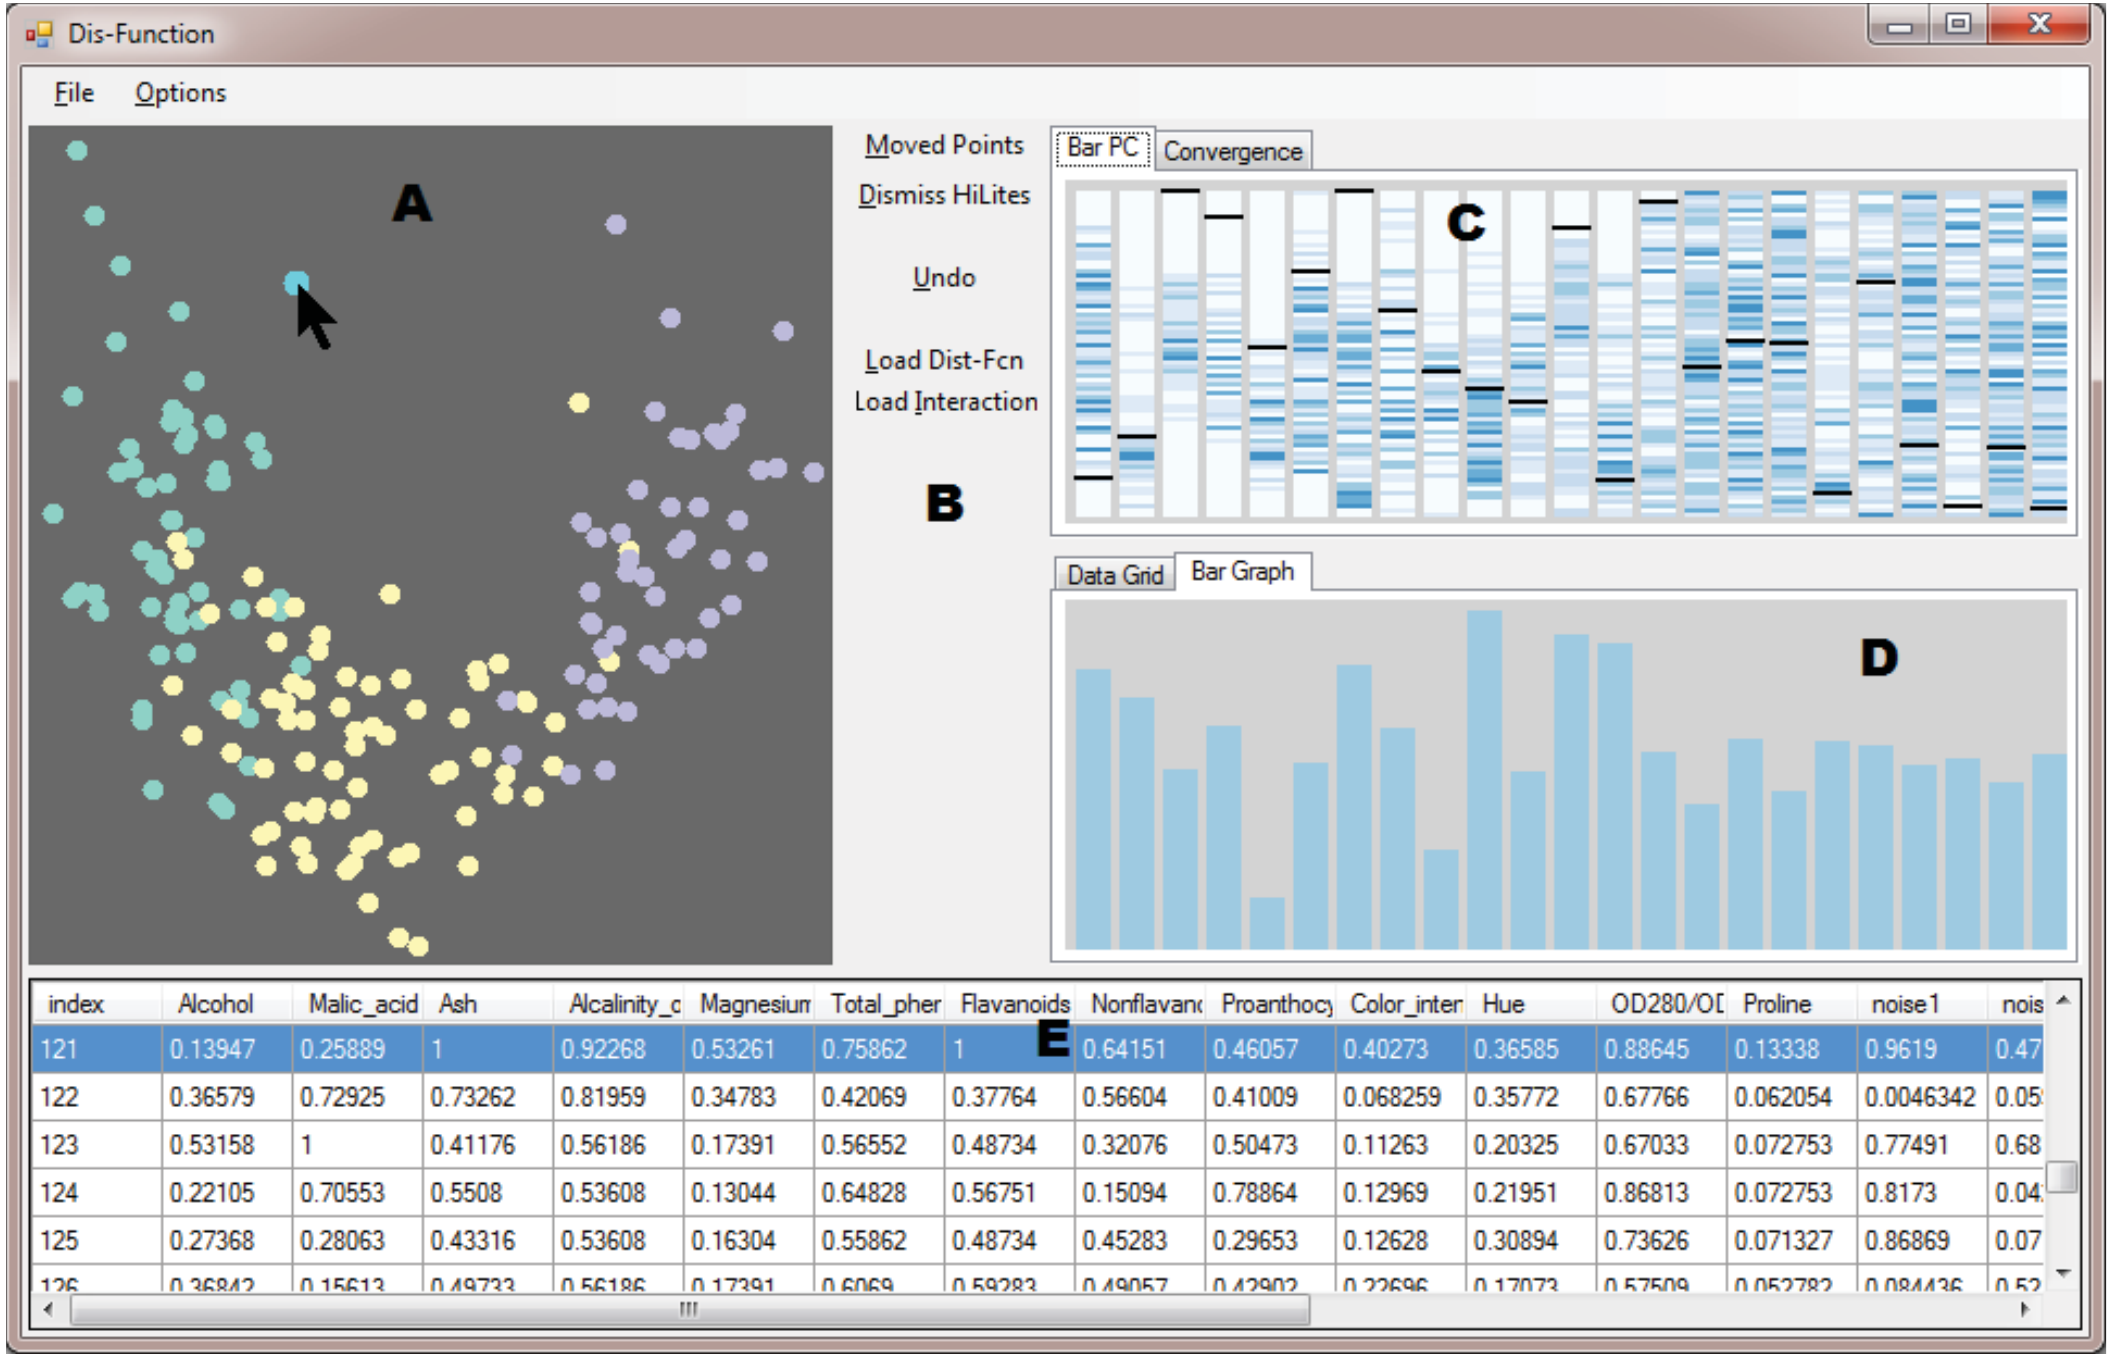 Dis-Function
File Options
A
Moved Points
Dismiss HiLites
Undo
Load Dist-Fcn
Load Interaction
B
Bar PC Convergence
C
Data Grid Bar Graph
D
index Alcohol Malic_acid Ash Alcalinity_o Magnesium Total_pher Flavanoids Nonflavano Proanthocy Color_inter Hue OD280/OD Proline noise1 nois
E
121 0.13947 0.25889 1 0.92268 0.53261 0.75862 1 0.64151 0.46057 0.40273 0.36585 0.88645 0.13338 0.9619 0.47
122 0.36579 0.72925 0.73262 0.81959 0.34783 0.42069 0.37764 0.56604 0.41009 0.068259 0.35772 0.67766 0.062054 0.0046342 0.05
123 0.53158 1 0.41176 0.56186 0.17391 0.56552 0.48734 0.32076 0.50473 0.11263 0.20325 0.67033 0.072753 0.77491 0.68
124 0.22105 0.70553 0.5508 0.53608 0.13044 0.64828 0.56751 0.15094 0.78864 0.12969 0.21951 0.86813 0.072753 0.8173 0.04
125 0.27368 0.28063 0.43316 0.53608 0.16304 0.55862 0.48734 0.45283 0.29653 0.12628 0.30894 0.73626 0.071327 0.86869 0.07
126 0.36842 0.15613 0.49733 0.56186 0.17391 0.6069 0.59283 0.49057 0.42902 0.22696 0.17073 0.57509 0.052782 0.084436 0.52